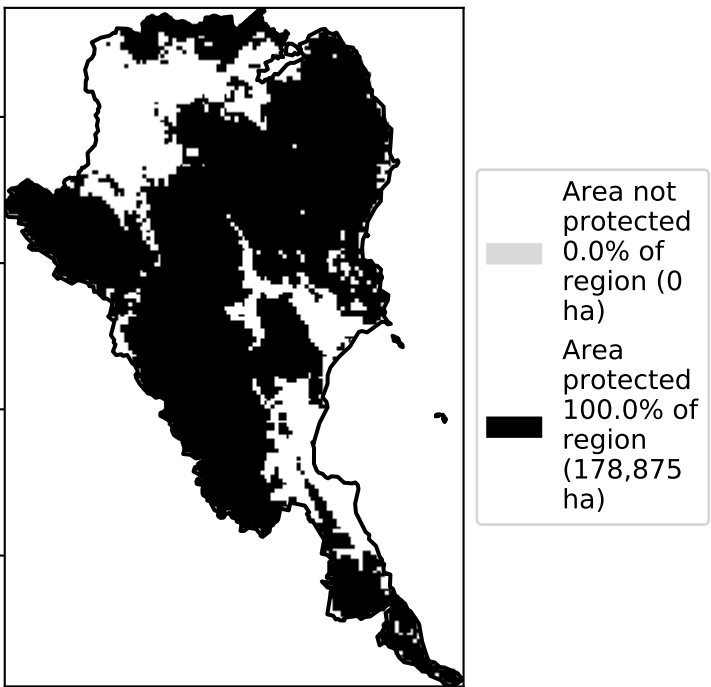 Area not
protected
0.0% of
region (0
ha)
Area
protected
100.0% of
region
(178,875
ha)